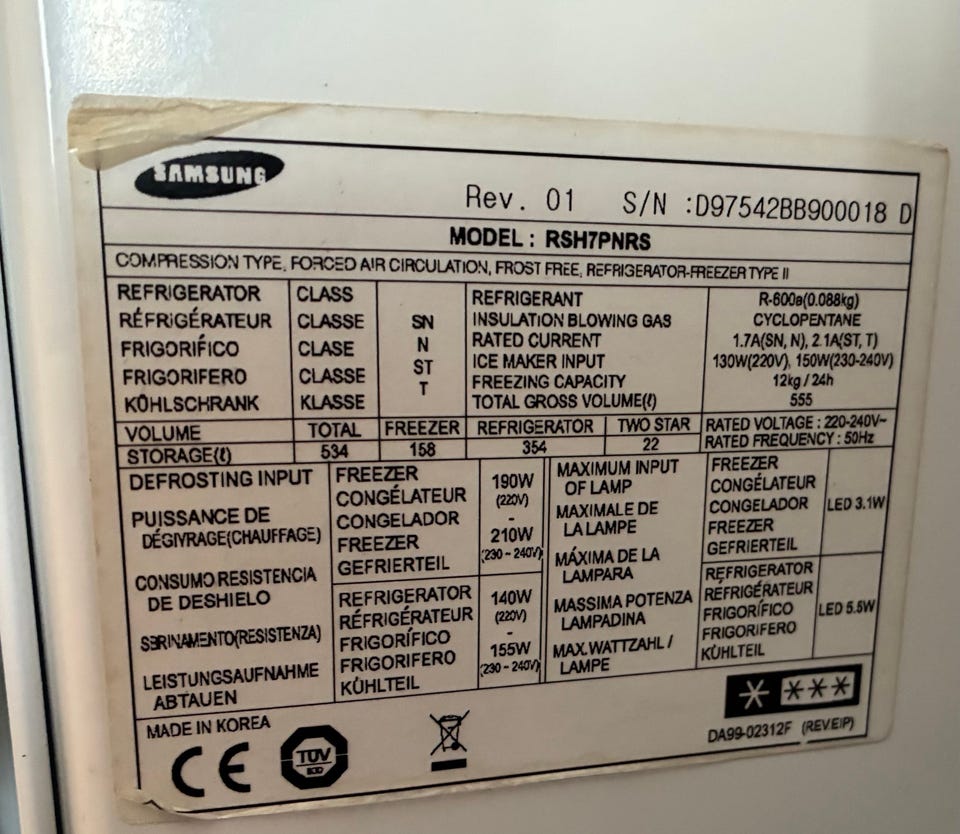 SAMSUNG
Rev. 01 S/N :D97542BB900018 D
MODEL : RSH7PNRS
COMPRESSION TYPE, FORCED AIR CIRCULATION, FROST FREE, REFRIGERATOR-FREEZER TYPE II
REFRIGERATOR CLASS
RÉFRIGÉRATEUR CLASSE
FRIGORIFÍCO CLASE
FRIGORIFERO CLASSE
KÜHLSCHRANK KLASSE
SN
N
ST
T
REFRIGERANT R-600a(0.088kg)
INSULATION BLOWING GAS CYCLOPENTANE
RATED CURRENT 1.7A(SN, N), 2.1A(ST, T)
ICE MAKER INPUT 130W(220V), 150W(230-240V)
FREEZING CAPACITY 12kg / 24h
TOTAL GROSS VOLUME(ℓ) 555
VOLUME TOTAL FREEZER REFRIGERATOR TWO STAR
STORAGE(ℓ) 534 158 354 22
RATED VOLTAGE : 220-240V~
RATED FREQUENCY : 50Hz
DEFROSTING INPUT
PUISSANCE DE
DÉGIVRAGE(CHAUFFAGE)
CONSUMO RESISTENCIA
DE DESHIELO
SBRINAMENTO(RESISTENZA)
LEISTUNGSAUFNAHME
ABTAUEN
FREEZER
CONGÉLATEUR
CONGELADOR
FREEZER
GEFRIERTEIL
190W
(220V)
-
210W
(230 ~ 240V)
REFRIGERATOR
RÉFRIGÉRATEUR
FRIGORÍFICO
FRIGORIFERO
KÜHLTEIL
140W
(220V)
-
155W
(230 ~ 240V)
MAXIMUM INPUT
OF LAMP
MAXIMALE DE
LA LAMPE
MÁXIMA DE LA
LAMPARA
MASSIMA POTENZA
LAMPADINA
MAX.WATTZAHL /
LAMPE
FREEZER
CONGÉLATEUR
CONGELADOR
FREEZER
GEFRIERTEIL
LED 3.1W
REFRIGERATOR
RÉFRIGÉRATEUR
FRIGORÍFICO
FRIGORIFERO
KÜHLTEIL
LED 5.5W
MADE IN KOREA
CE
TÜV
DA99-02312F (REV.EIP)